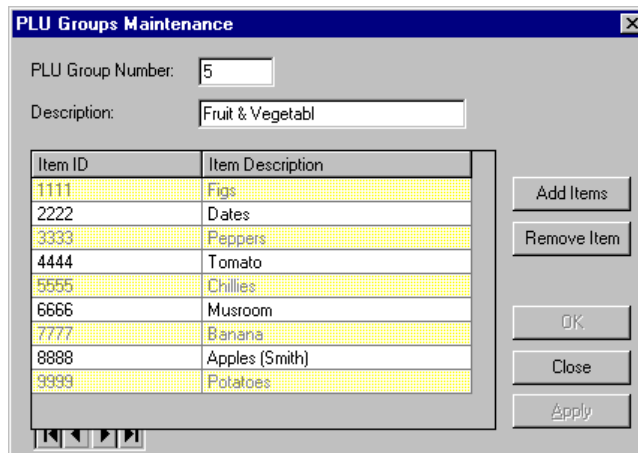 PLU Groups Maintenance
PLU Group Number: 5
Description: Fruit & Vegetabl
Item ID Item Description
1111 Figs
2222 Dates
3333 Peppers
4444 Tomato
5555 Chillies
6666 Musroom
7777 Banana
8888 Apples (Smith)
9999 Potatoes
Add Items
Remove Item
OK
Close
Apply